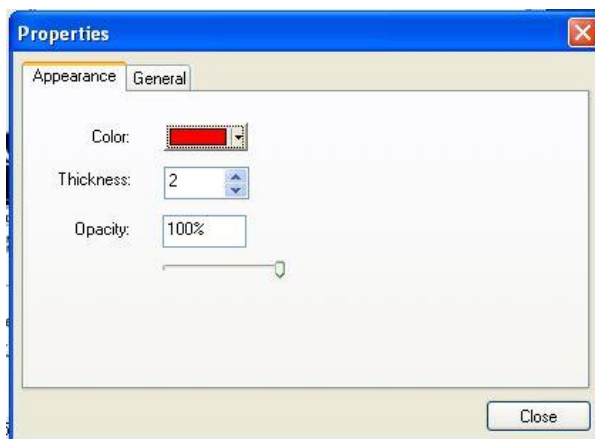 Properties
Appearance General
Color:
Thickness: 2
Opacity: 100%
Close